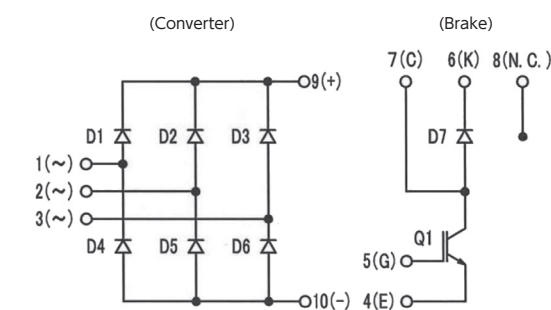 (Converter) (Brake)
7(C) 6(K) 8(N.C.)
9(+)
D1 D2 D3 D7
1(~)
2(~)
3(~)
D4 D5 D6 Q1
5(G)
10(-) 4(E)